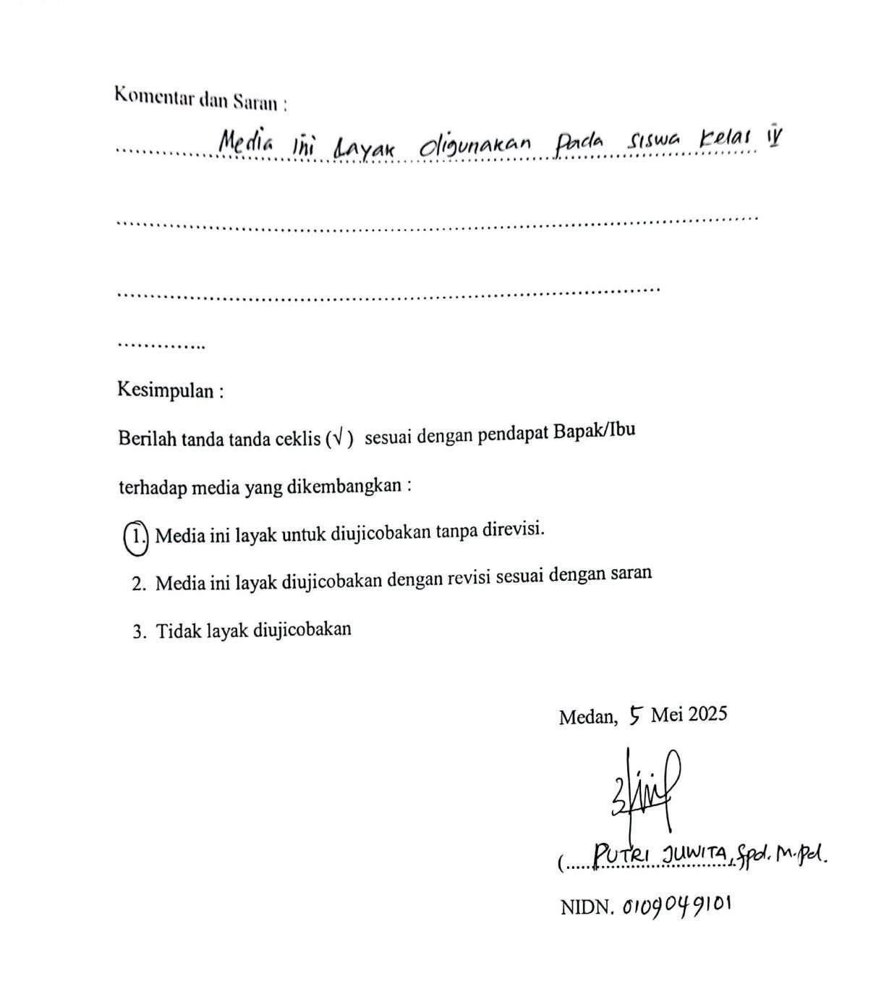 Komentar dan Saran :
Media ini Layak digunakan Pada siswa kelas iv
Kesimpulan :
Berilah tanda tanda ceklis (√ ) sesuai dengan pendapat Bapak/Ibu
terhadap media yang dikembangkan :
1. Media ini layak untuk diujicobakan tanpa direvisi.
2. Media ini layak diujicobakan dengan revisi sesuai dengan saran
3. Tidak layak diujicobakan
Medan, 5 Mei 2025
(.....PUTRI JUWITA, Spd. M.pd.
NIDN. 0109049101